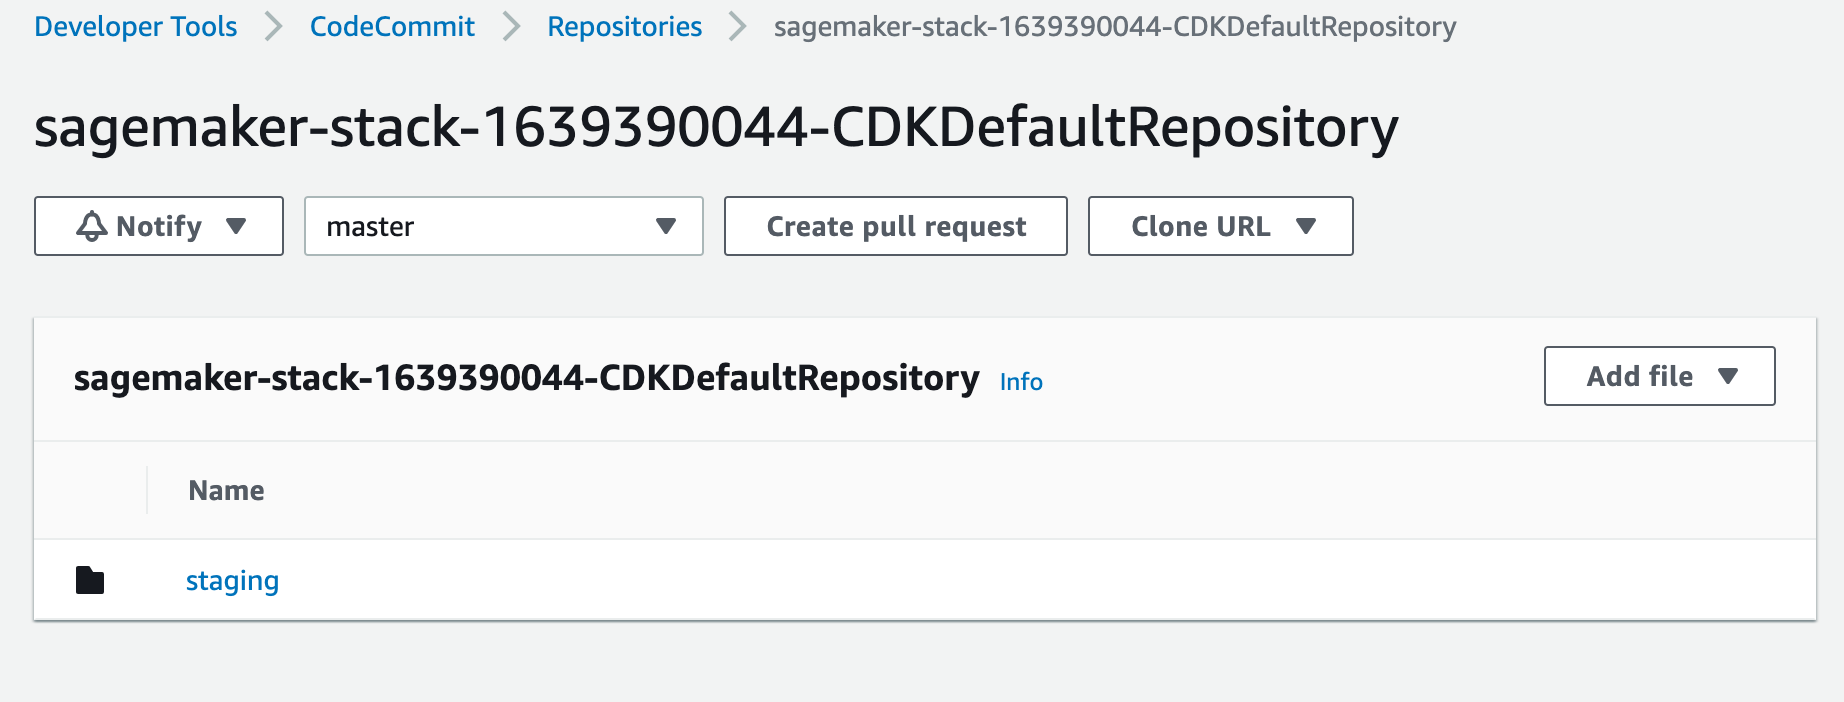 Developer Tools CodeCommit Repositories sagemaker-stack-1639390044-CDKDefaultRepository
sagemaker-stack-1639390044-CDKDefaultRepository
Notify master Create pull request Clone URL
sagemaker-stack-1639390044-CDKDefaultRepository Info Add file
Name
staging